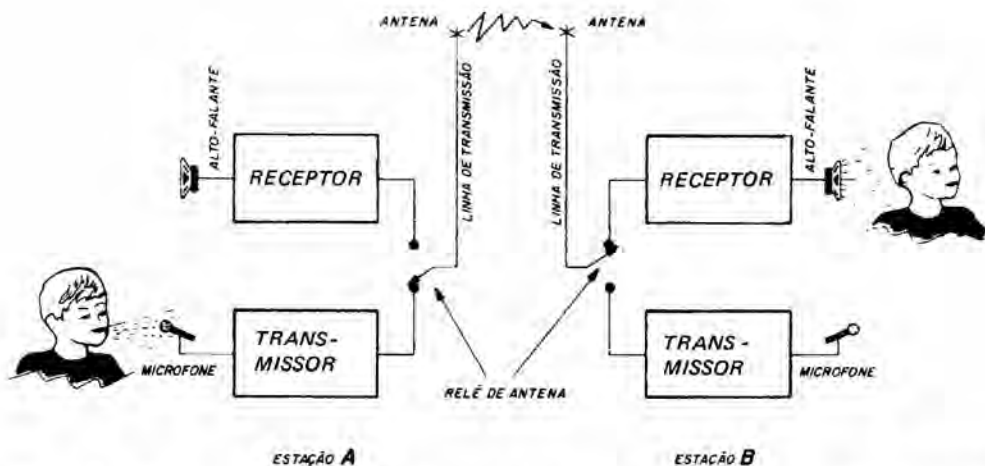 ANTENA
ANTENA
ALTO-FALANTE
LINHA DE TRANSMISSÃO
LINHA DE TRANSMISSÃO
ALTO-FALANTE
RECEPTOR
RECEPTOR
MICROFONE
TRANS-
MISSOR
TRANS-
MISSOR
MICROFONE
RELÉ DE ANTENA
ESTAÇÃO A
ESTAÇÃO B